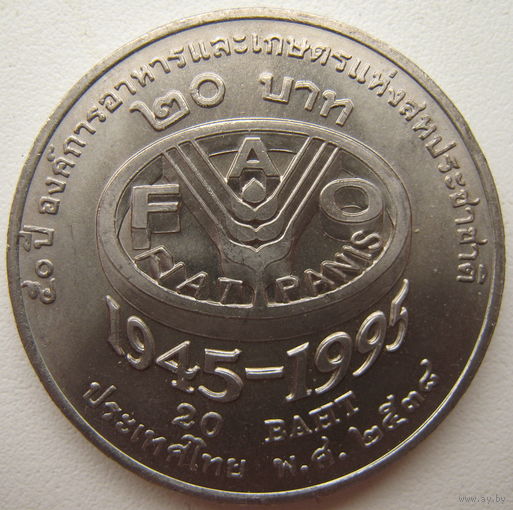 ๕๐ ปี องค์การอาหารและเกษตรแห่งสหประชาชาติ
๒๐ บาท
F A O
FIAT PANIS
1945-1995
20 BAHT
ประเทศไทย พ.ศ. ๒๕๓๘
www.ay.by